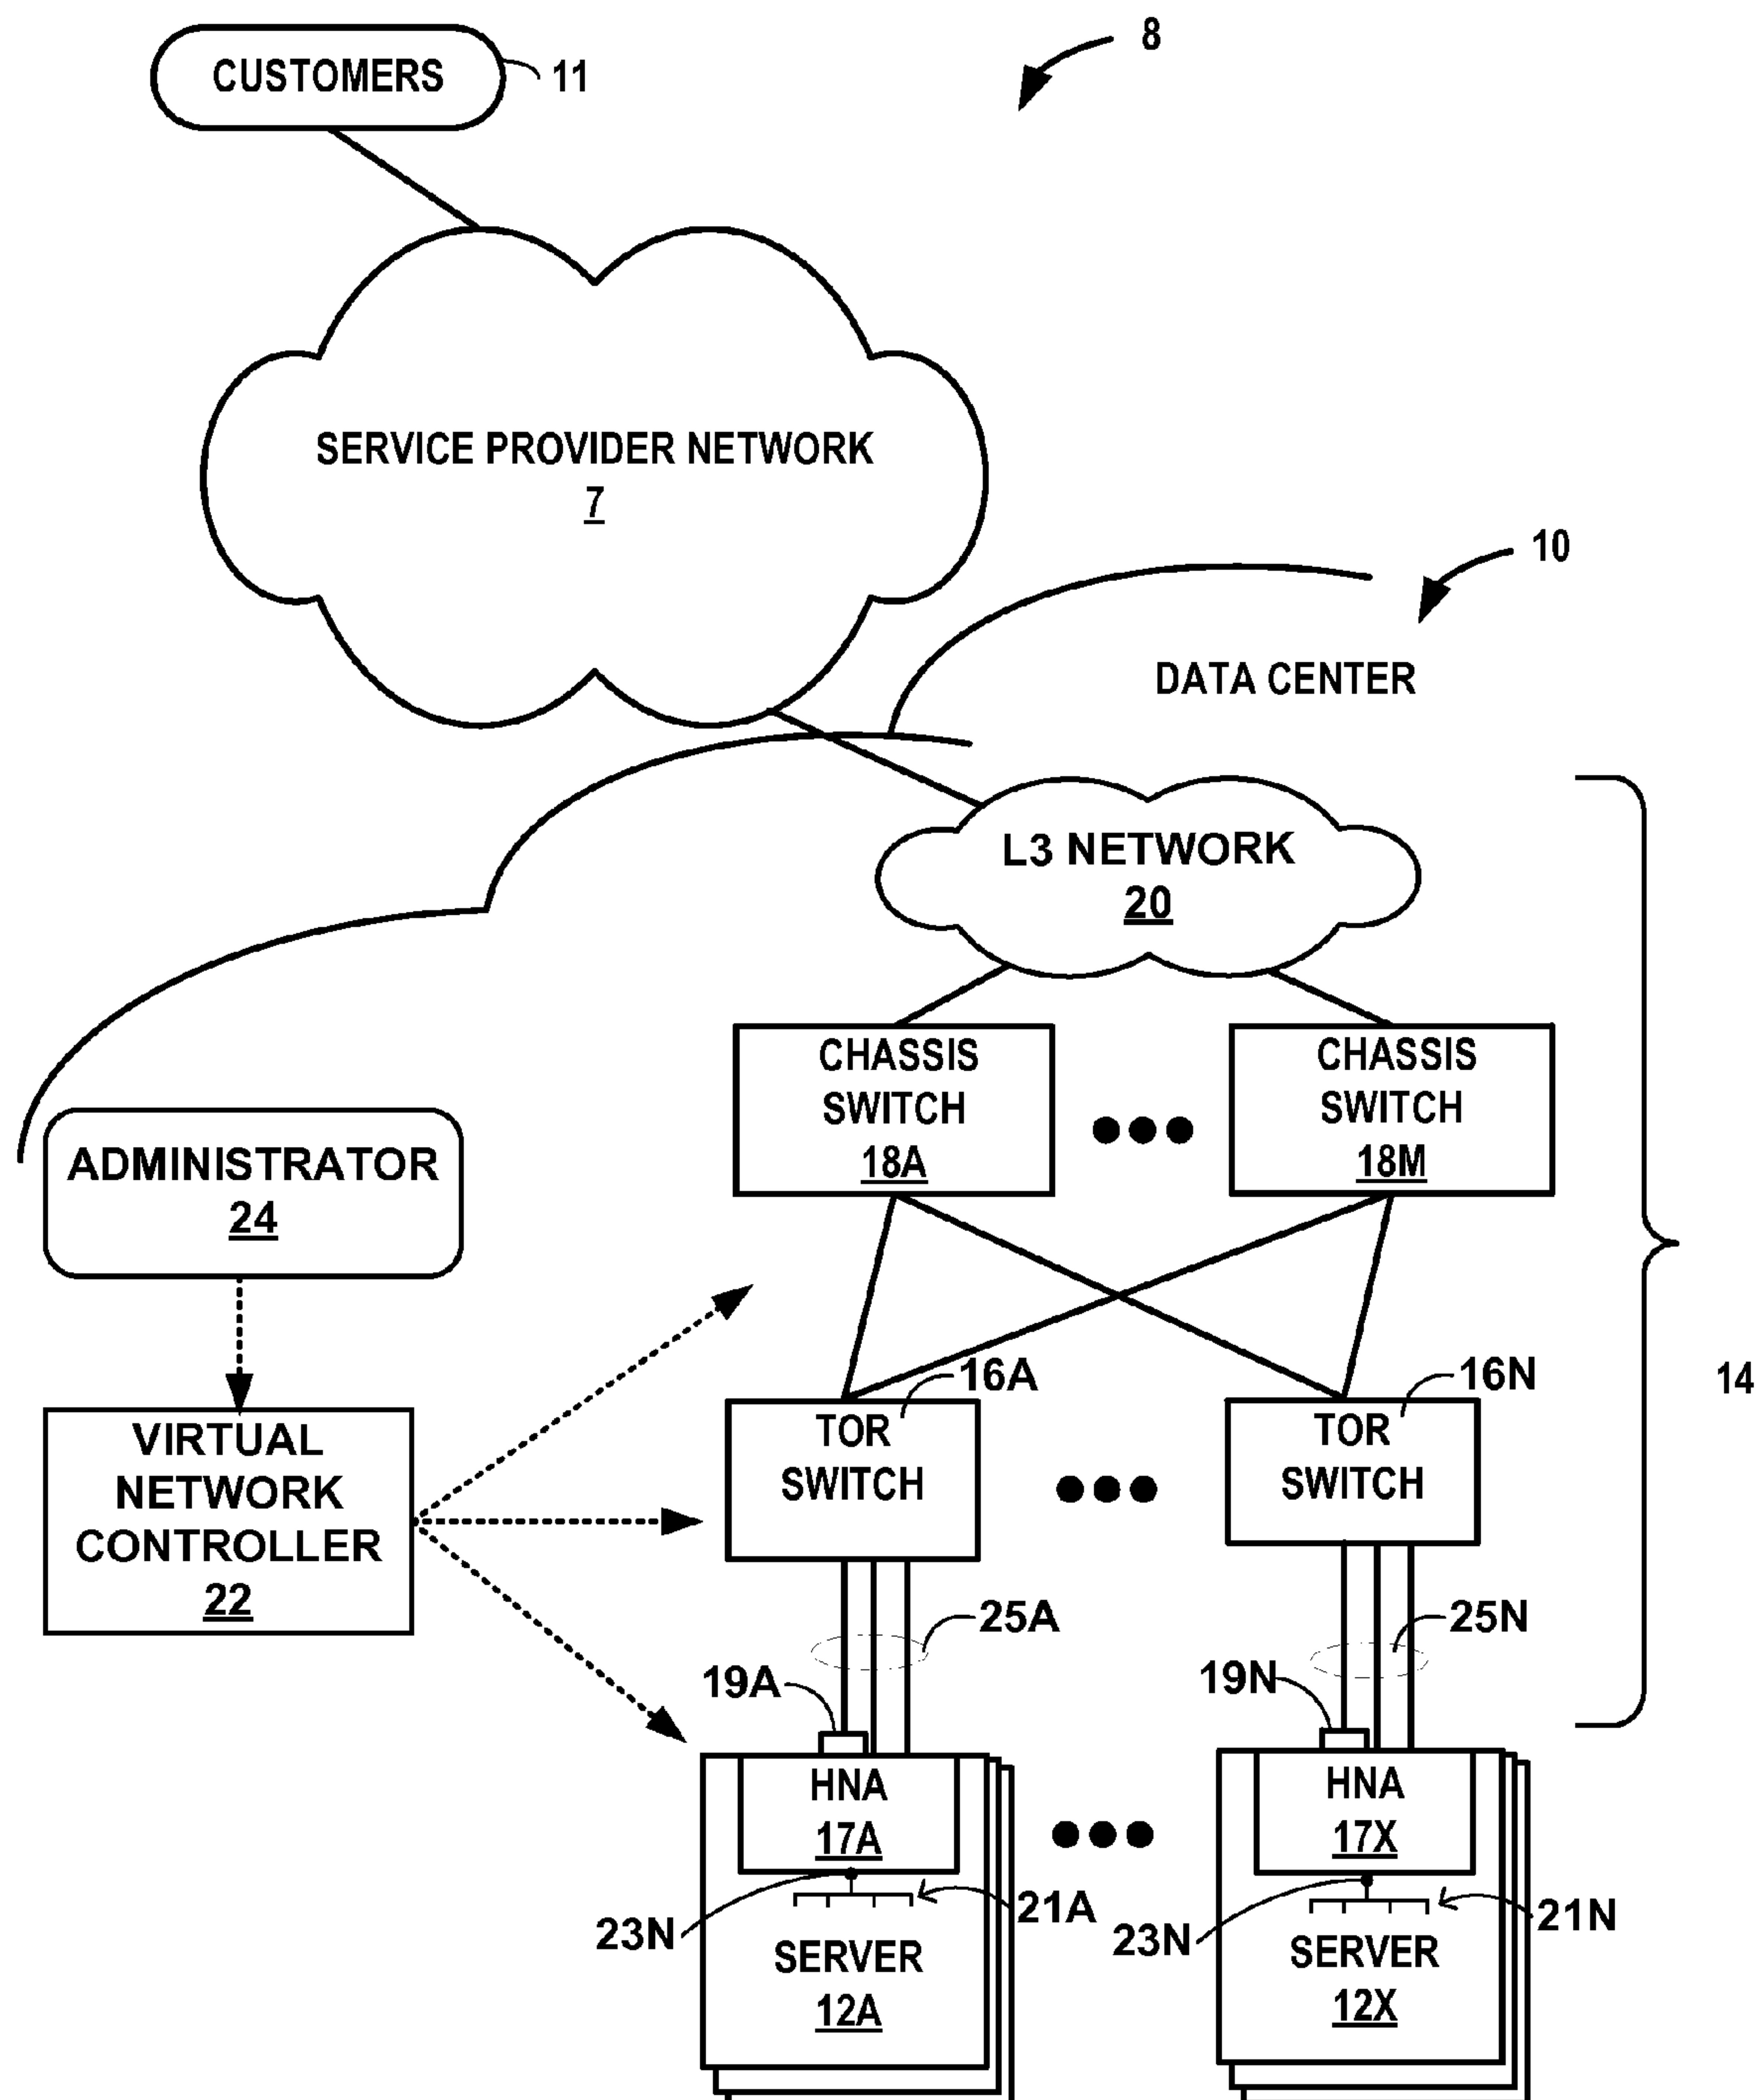 8
CUSTOMERS
11
SERVICE PROVIDER NETWORK
7
10
DATA CENTER
L3 NETWORK
20
CHASSIS
SWITCH
18A
CHASSIS
SWITCH
18M
ADMINISTRATOR
24
16A
16N
14
TOR
SWITCH
TOR
SWITCH
VIRTUAL
NETWORK
CONTROLLER
22
25A
25N
19A
19N
HNA
17A
HNA
17X
23N
21A
23N
21N
SERVER
12A
SERVER
12X